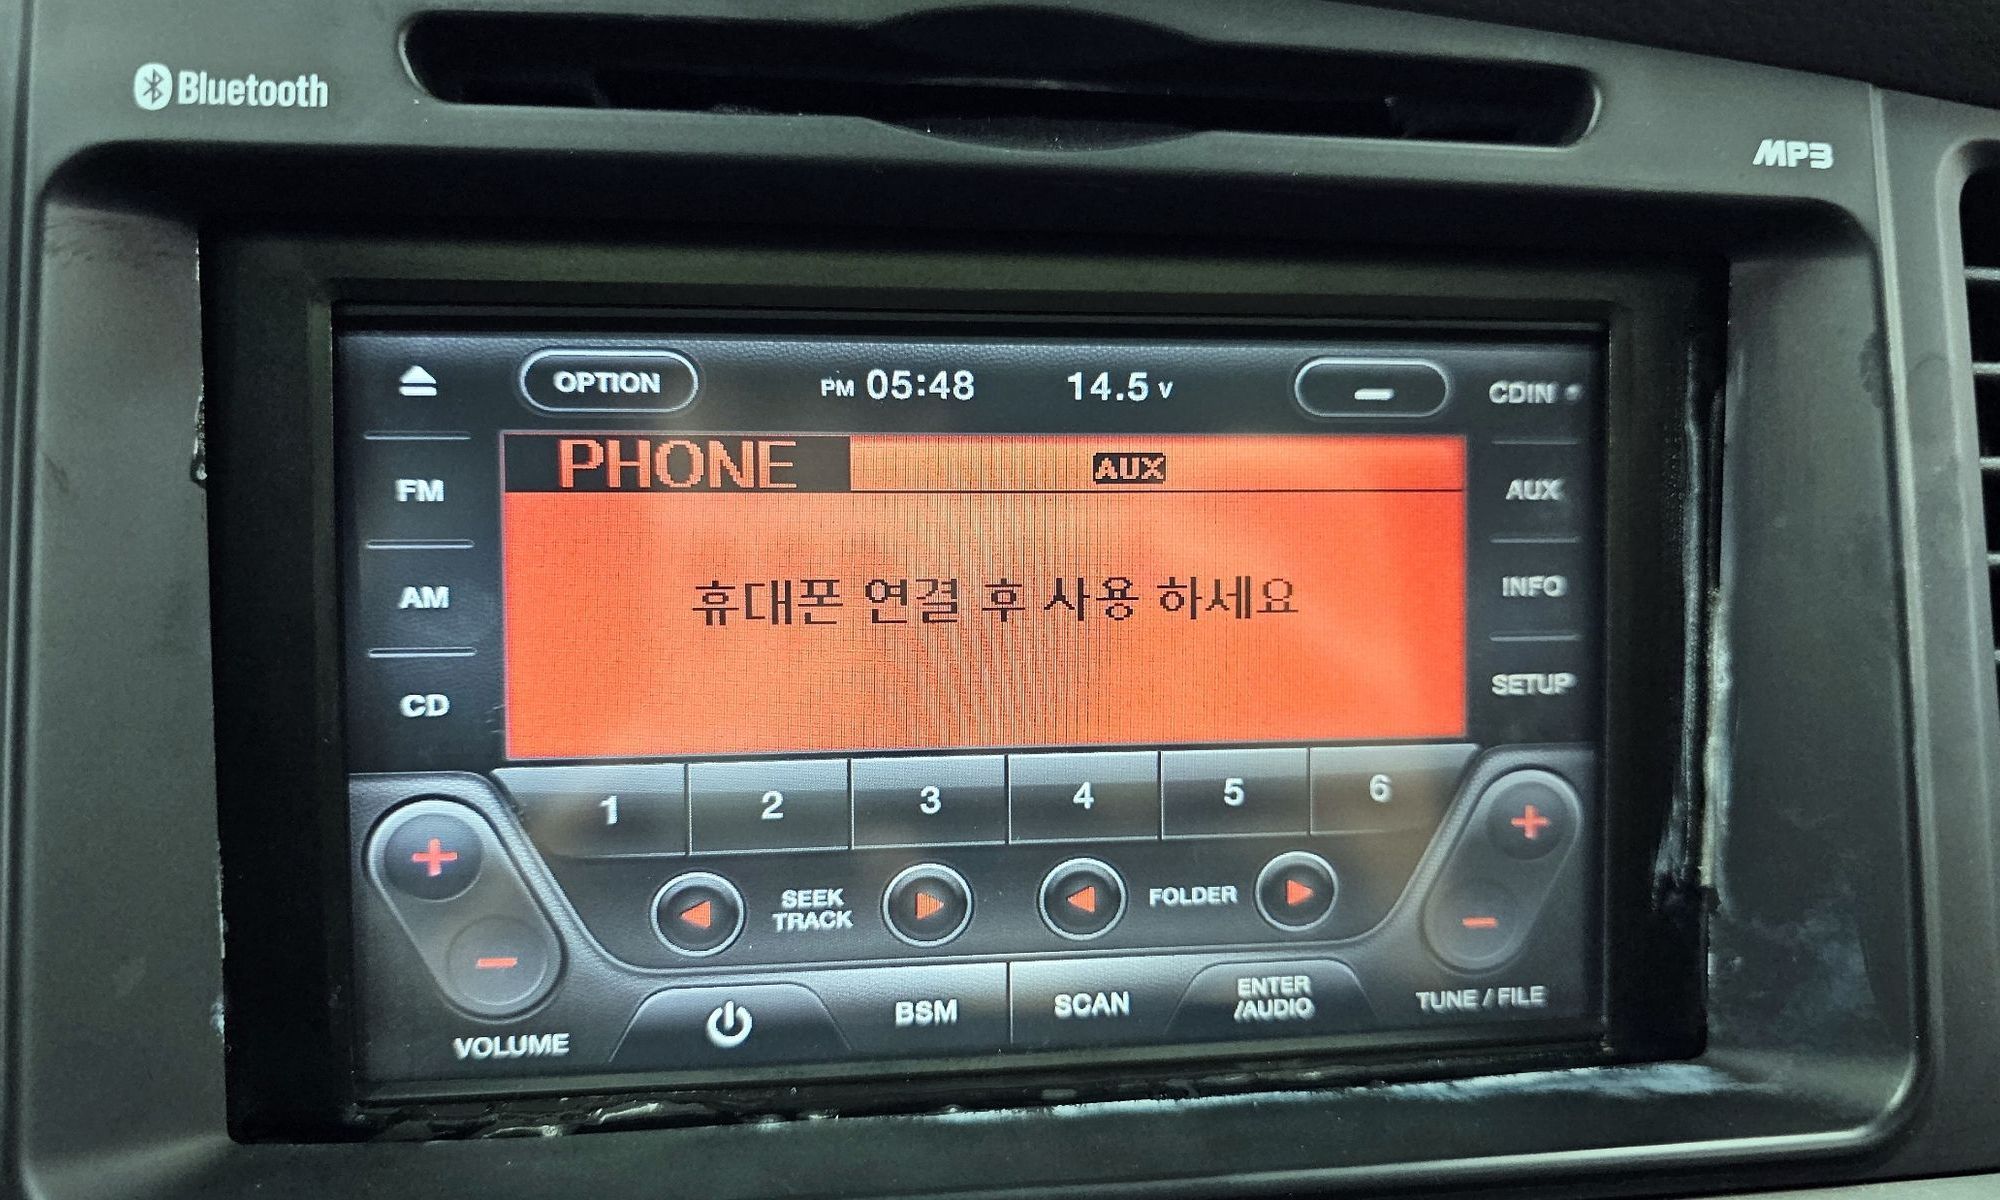 Bluetooth
MP3
OPTION
PM 05:48
14.5 V
CDIN
PHONE
AUX
FM
AUX
휴대폰 연결 후 사용 하세요
AM
INFO
CD
SETUP
1 2 3 4 5 6
SEEK
TRACK
FOLDER
BSM
SCAN
ENTER
/AUDIO
TUNE / FILE
VOLUME